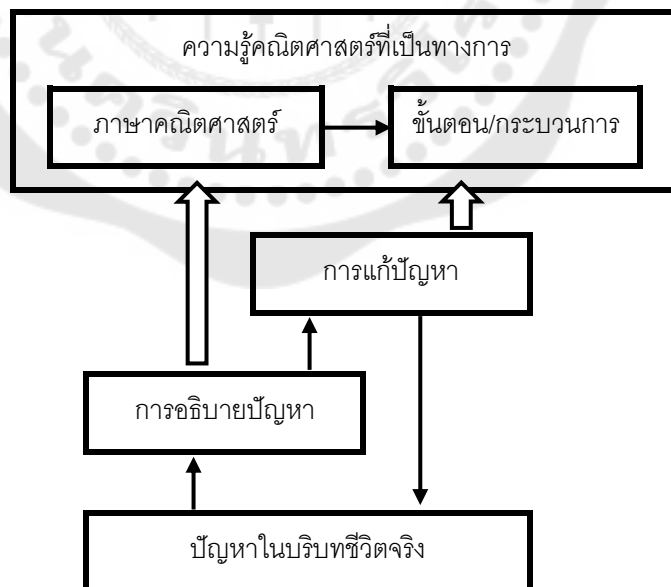 ความรู้คณิตศาสตร์ที่เป็นทางการ
ภาษาคณิตศาสตร์
ขั้นตอน/กระบวนการ
การแก้ปัญหา
การอธิบายปัญหา
ปัญหาในบริบทชีวิตจริง